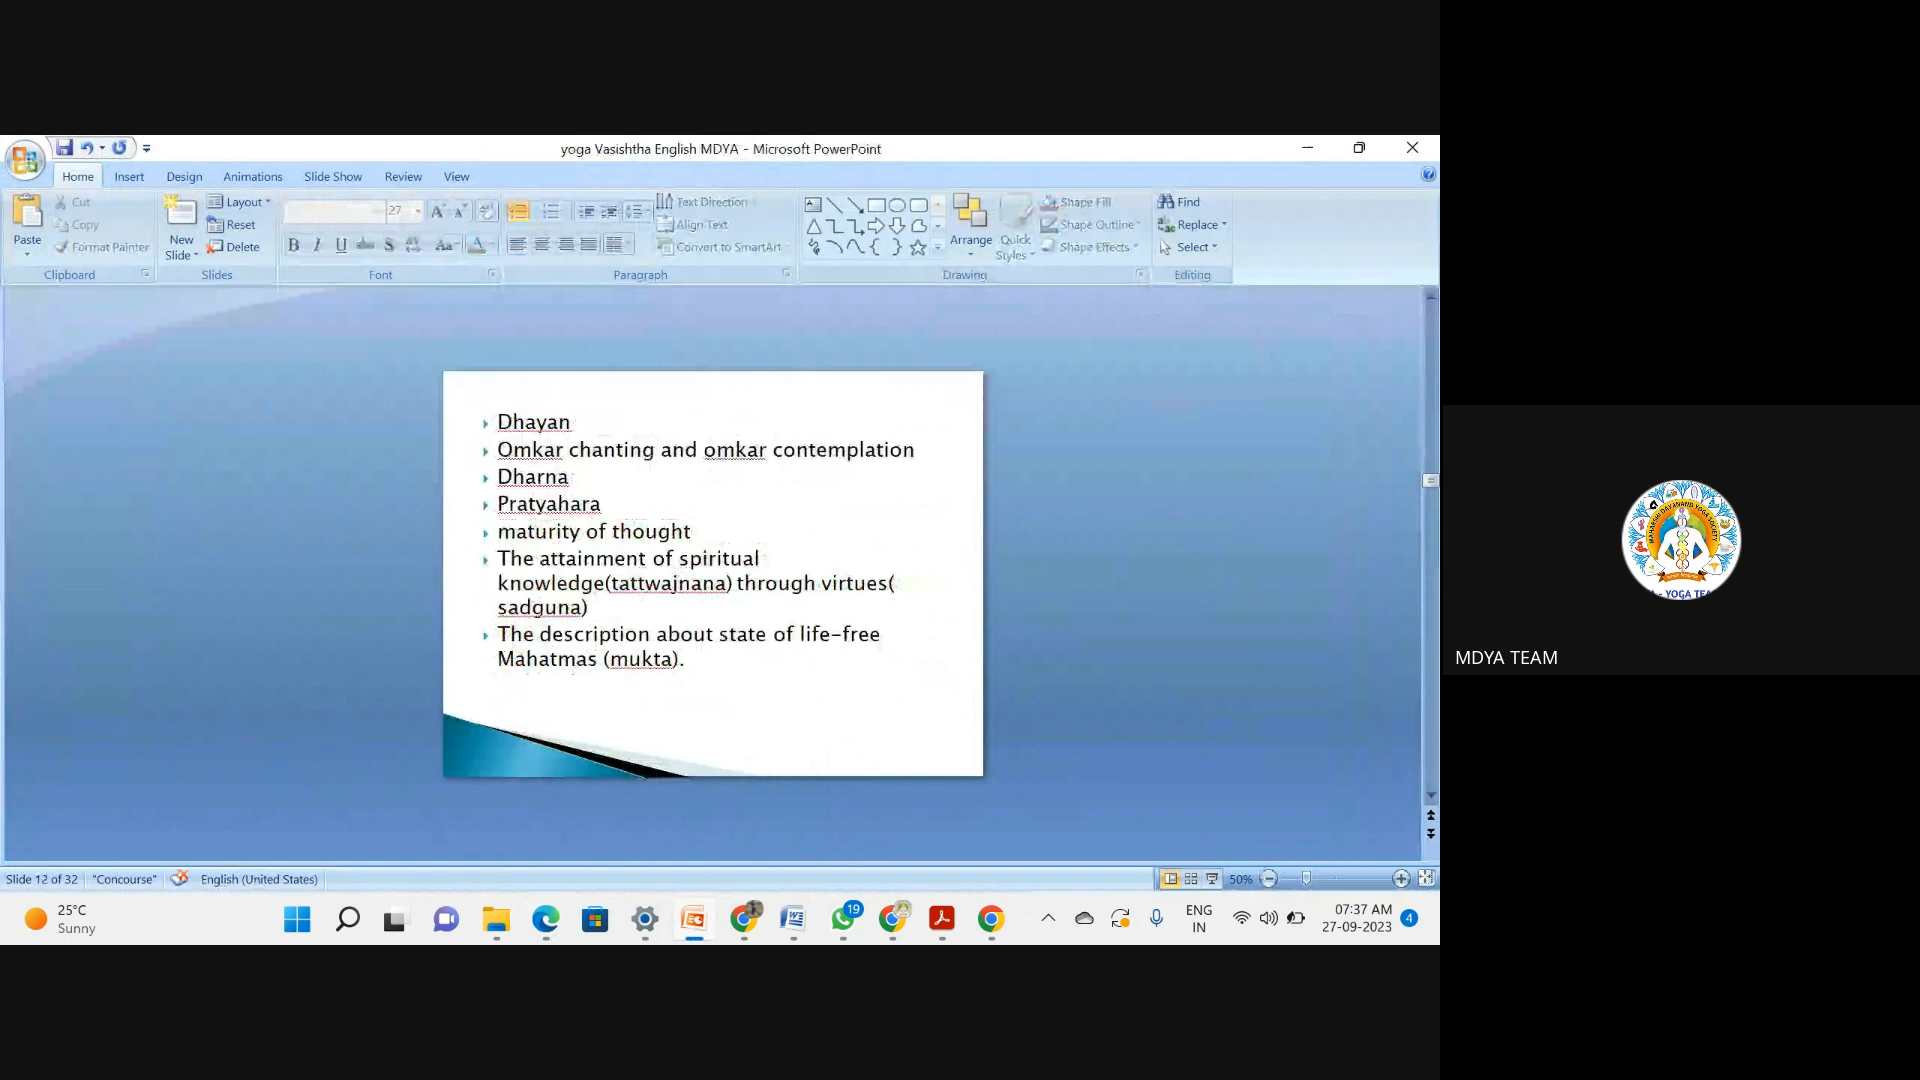 yoga Vasishtha English MDYA - Microsoft PowerPoint
Home Insert Design Animations Slide Show Review View
Cut
Copy
Format Painter
Paste
Clipboard
New
Slide
Layout
Reset
Delete
Slides
27
Font
Text Direction
Align Text
Convert to SmartArt
Paragraph
Arrange
Quick
Styles
Shape Fill
Shape Outline
Shape Effects
Drawing
Find
Replace
Select
Editing
Dhayan
Omkar chanting and omkar contemplation
Dharna
Pratyahara
maturity of thought
The attainment of spiritual
knowledge(tattwajnana) through virtues(
sadguna)
The description about state of life-free
Mahatmas (mukta).
MAHARSHI DAYANAND YOGA SOCIETY
MDYA TEAM
Slide 12 of 32 "Concourse" English (United States) 50%
25°C
Sunny
19
ENG
IN
07:37 AM
27-09-2023
4